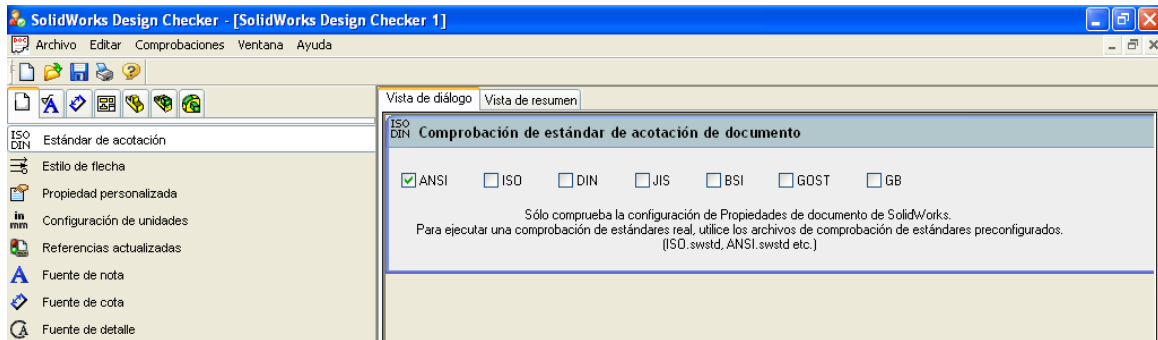 SolidWorks Design Checker - [SolidWorks Design Checker 1]
Archivo Editar Comprobaciones Ventana Ayuda
Vista de diálogo Vista de resumen
ISO DIN Estándar de acotación
Estilo de flecha
Propiedad personalizada
in mm Configuración de unidades
Referencias actualizadas
A Fuente de nota
Fuente de cota
A Fuente de detalle
ISO DIN Comprobación de estándar de acotación de documento
ANSI ISO DIN JIS BSI GOST GB
Sólo comprueba la configuración de Propiedades de documento de SolidWorks.
Para ejecutar una comprobación de estándares real, utilice los archivos de comprobación de estándares preconfigurados.
(ISO.swstd, ANSI.swstd etc.)